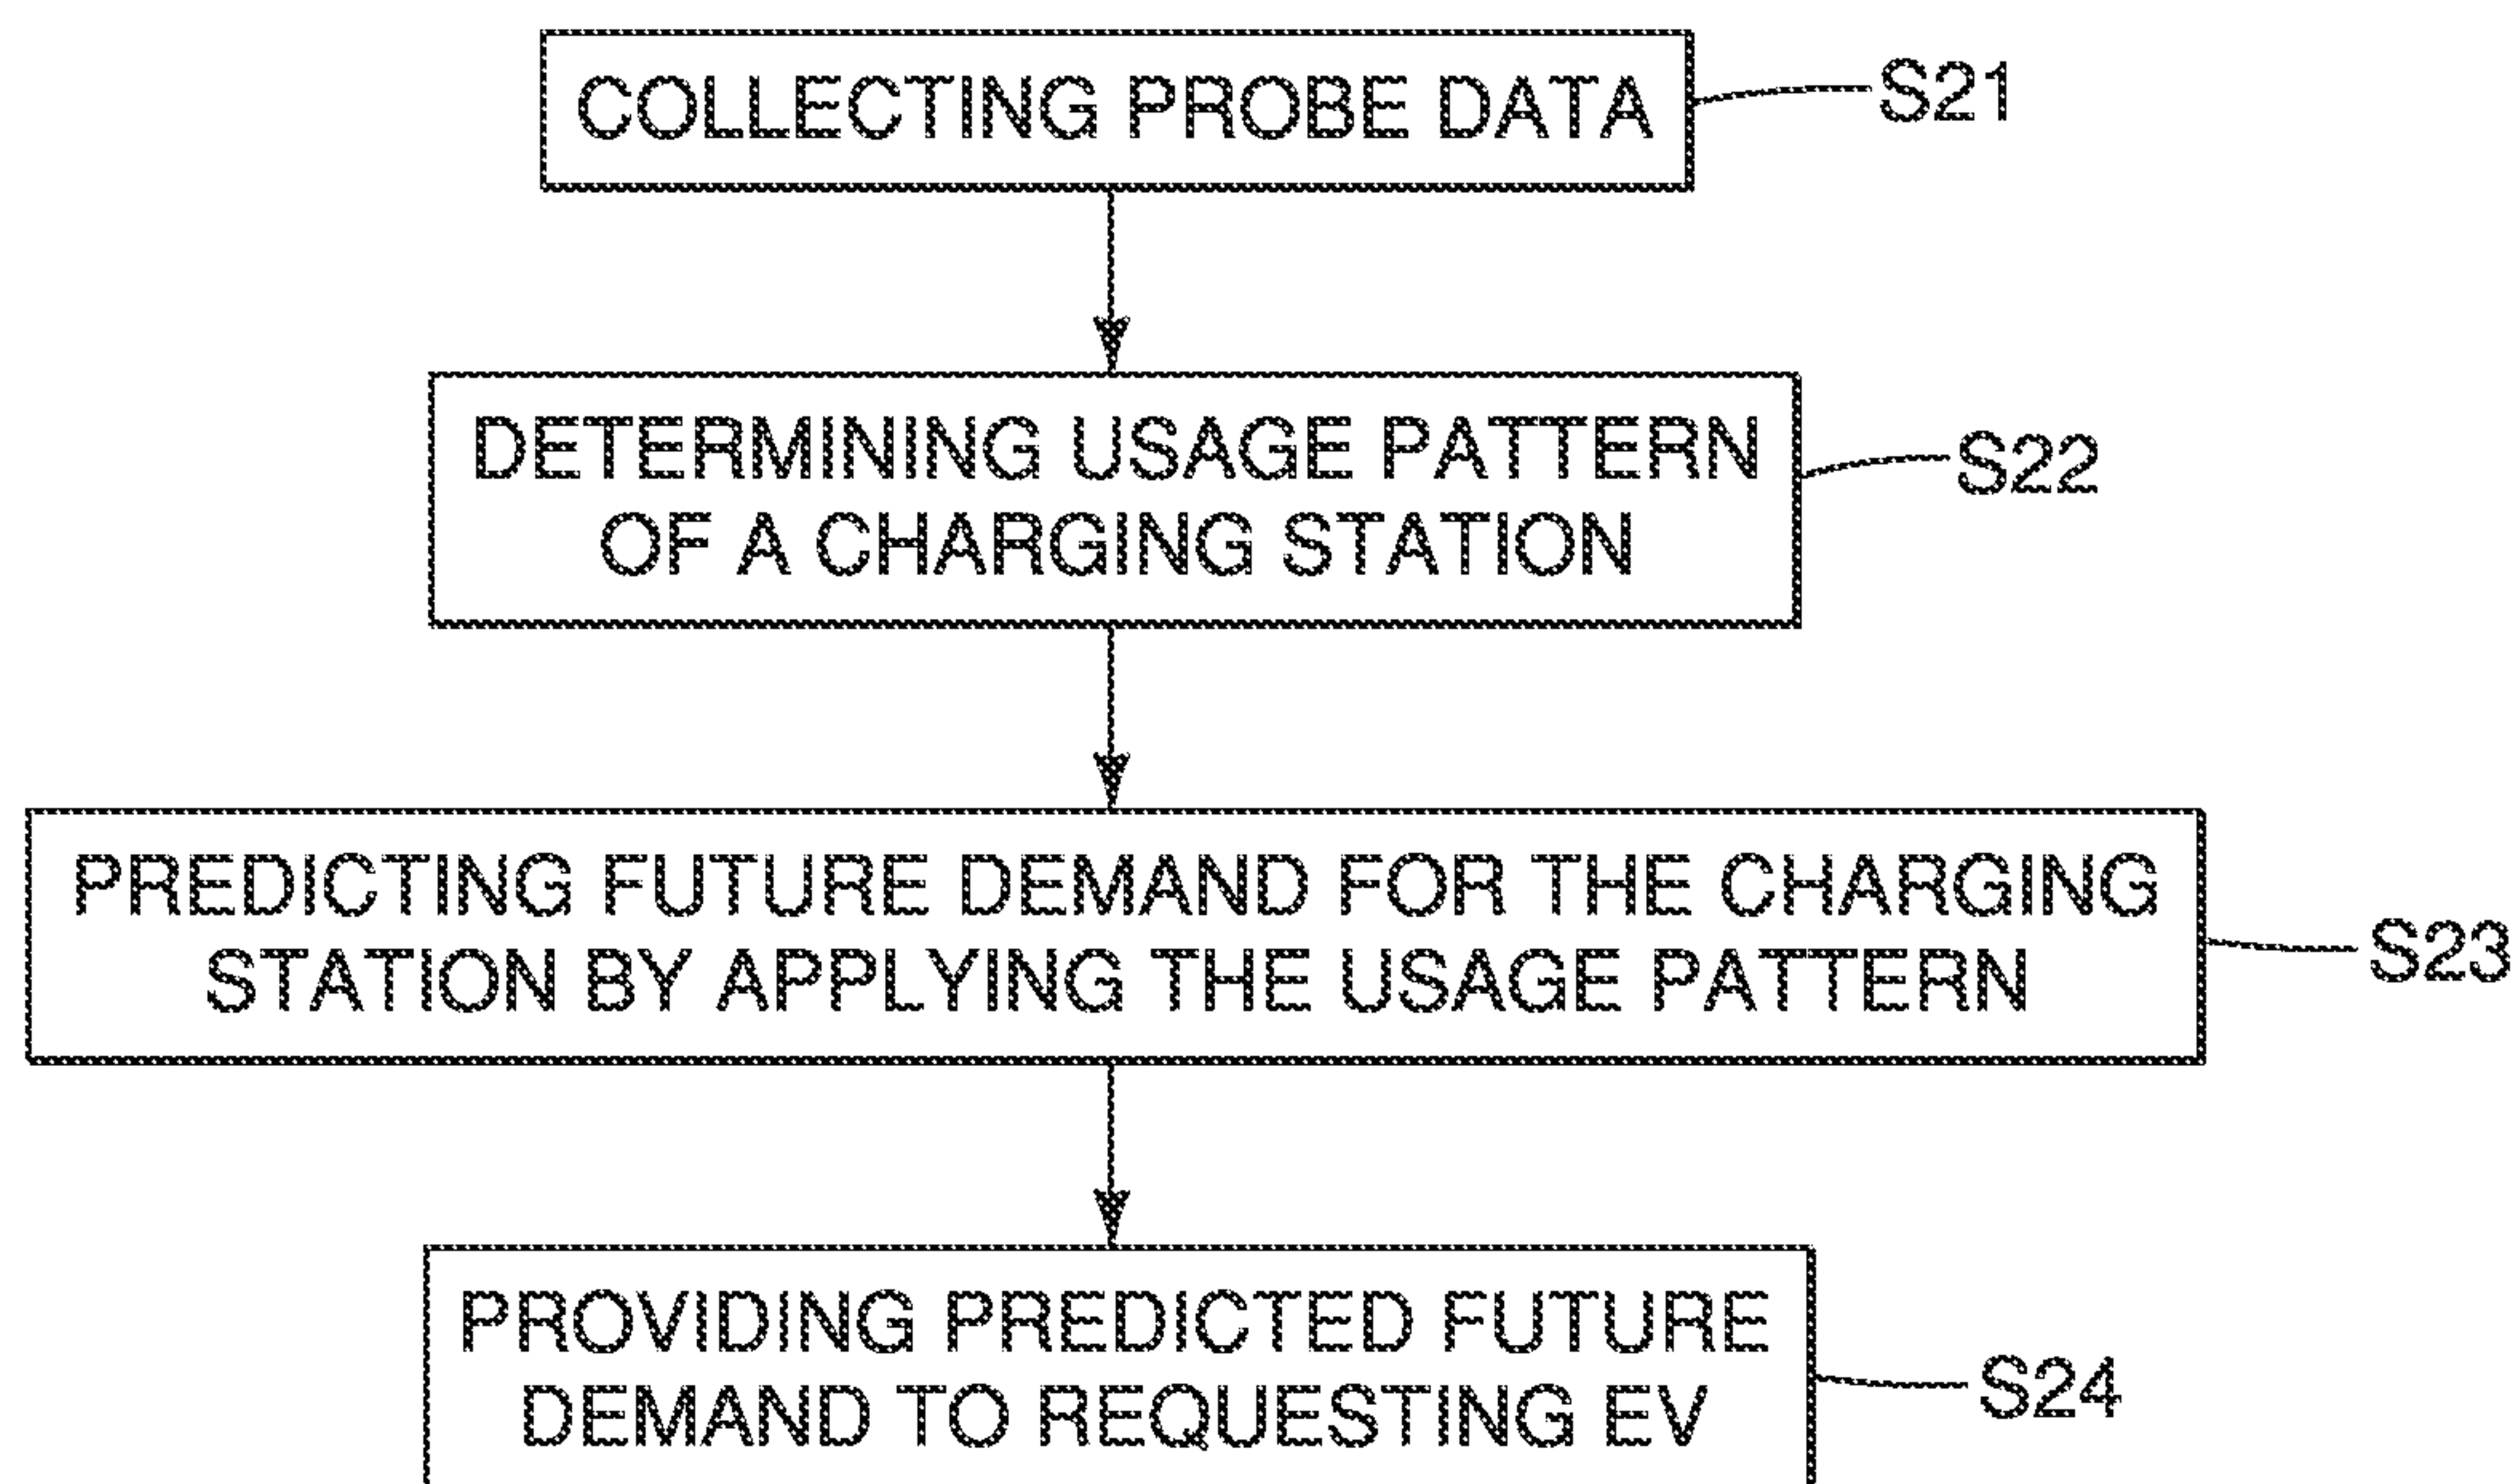 COLLECTING PROBE DATA
S21
DETERMINING USAGE PATTERN
OF A CHARGING STATION
S22
PREDICTING FUTURE DEMAND FOR THE CHARGING
STATION BY APPLYING THE USAGE PATTERN
S23
PROVIDING PREDICTED FUTURE
DEMAND TO REQUESTING EV
S24